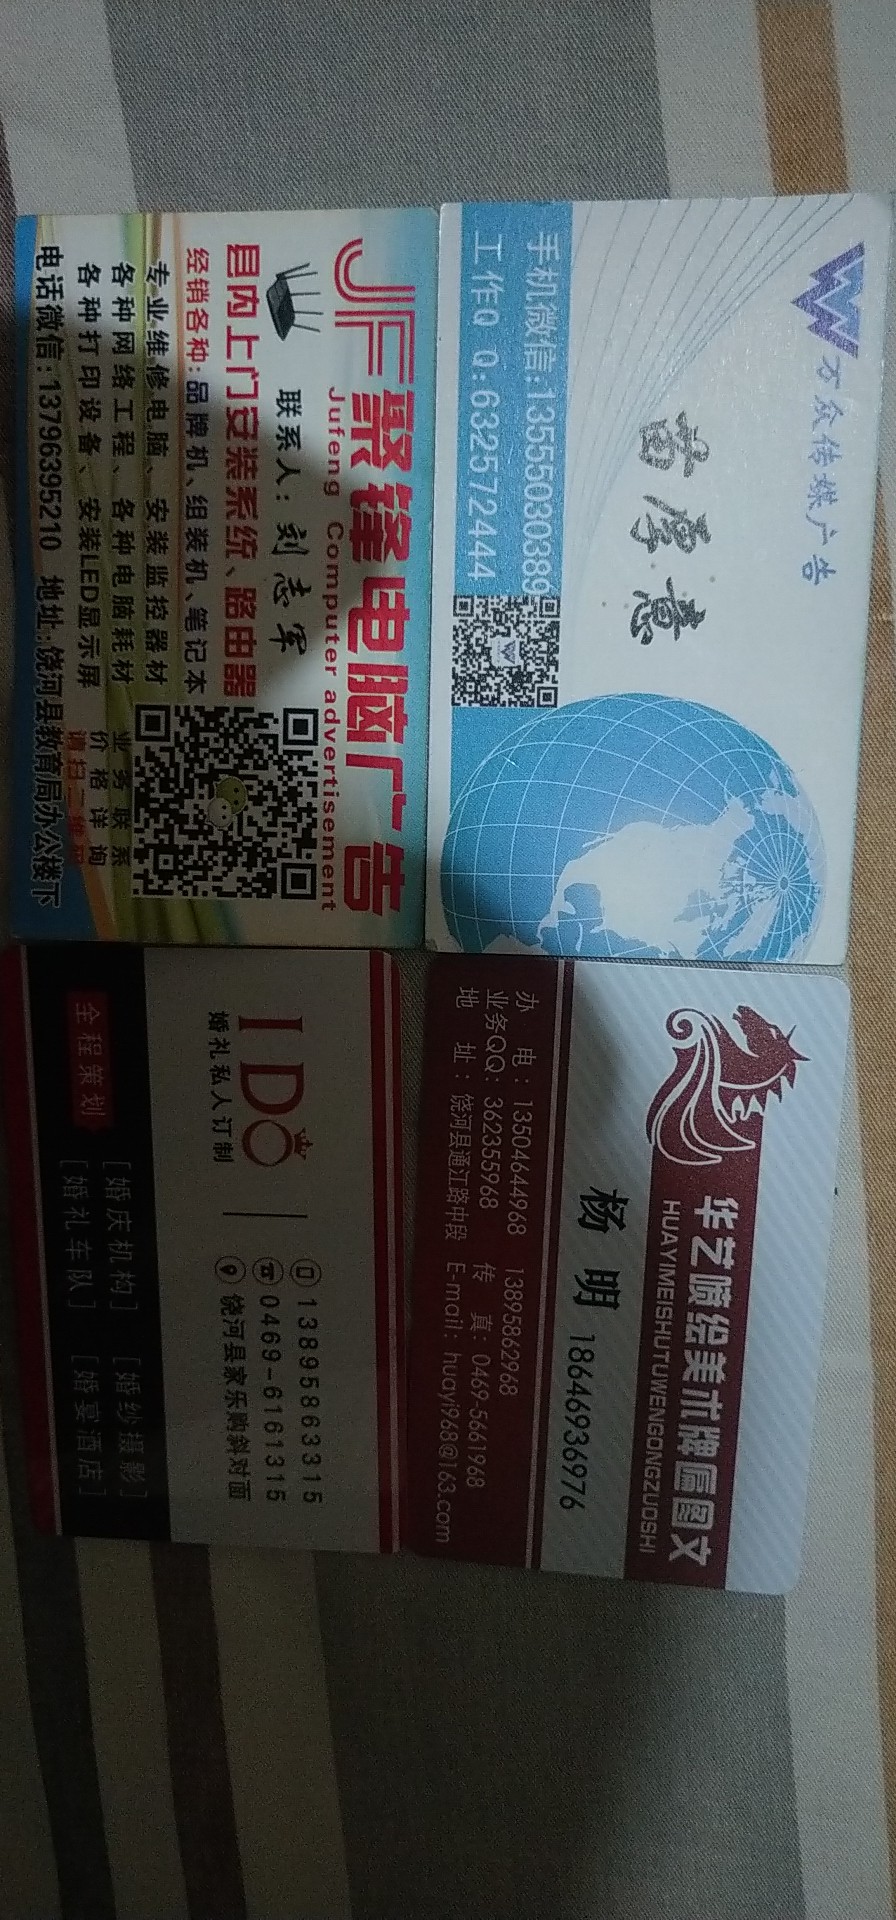 万众传媒广告
苗厚意
手机微信:13555030389
工作Q Q:632572444
JF聚锋电脑广告
Jufeng Computer advertisement
联系人:刘志军
县内上门安装系统、路由器
经销各种:品牌机、组装机、笔记本
专业维修电脑、安装监控器材
各种网络工程、各种电脑耗材
各种打印设备、安装LED显示屏
业务联系
价格详询
请扫二维码
电话微信:13796395210 地址:饶河县教育局办公楼下
华艺喷绘美术牌匾图文
HUAYIMEISHUTUWENGONGZUOSHI
杨明 18646936976
办 电:13504644968 13895862968
业务QQ:362355968 传 真:0469-5661968
地 址:饶河县通江路中段 E-mail:huayi968@163.com
I DO
婚礼私人订制
13895863315
0469-6161315
饶河县家乐购斜对面
全程策划
[婚庆机构] [婚纱摄影]
[婚礼车队] [婚宴酒店]